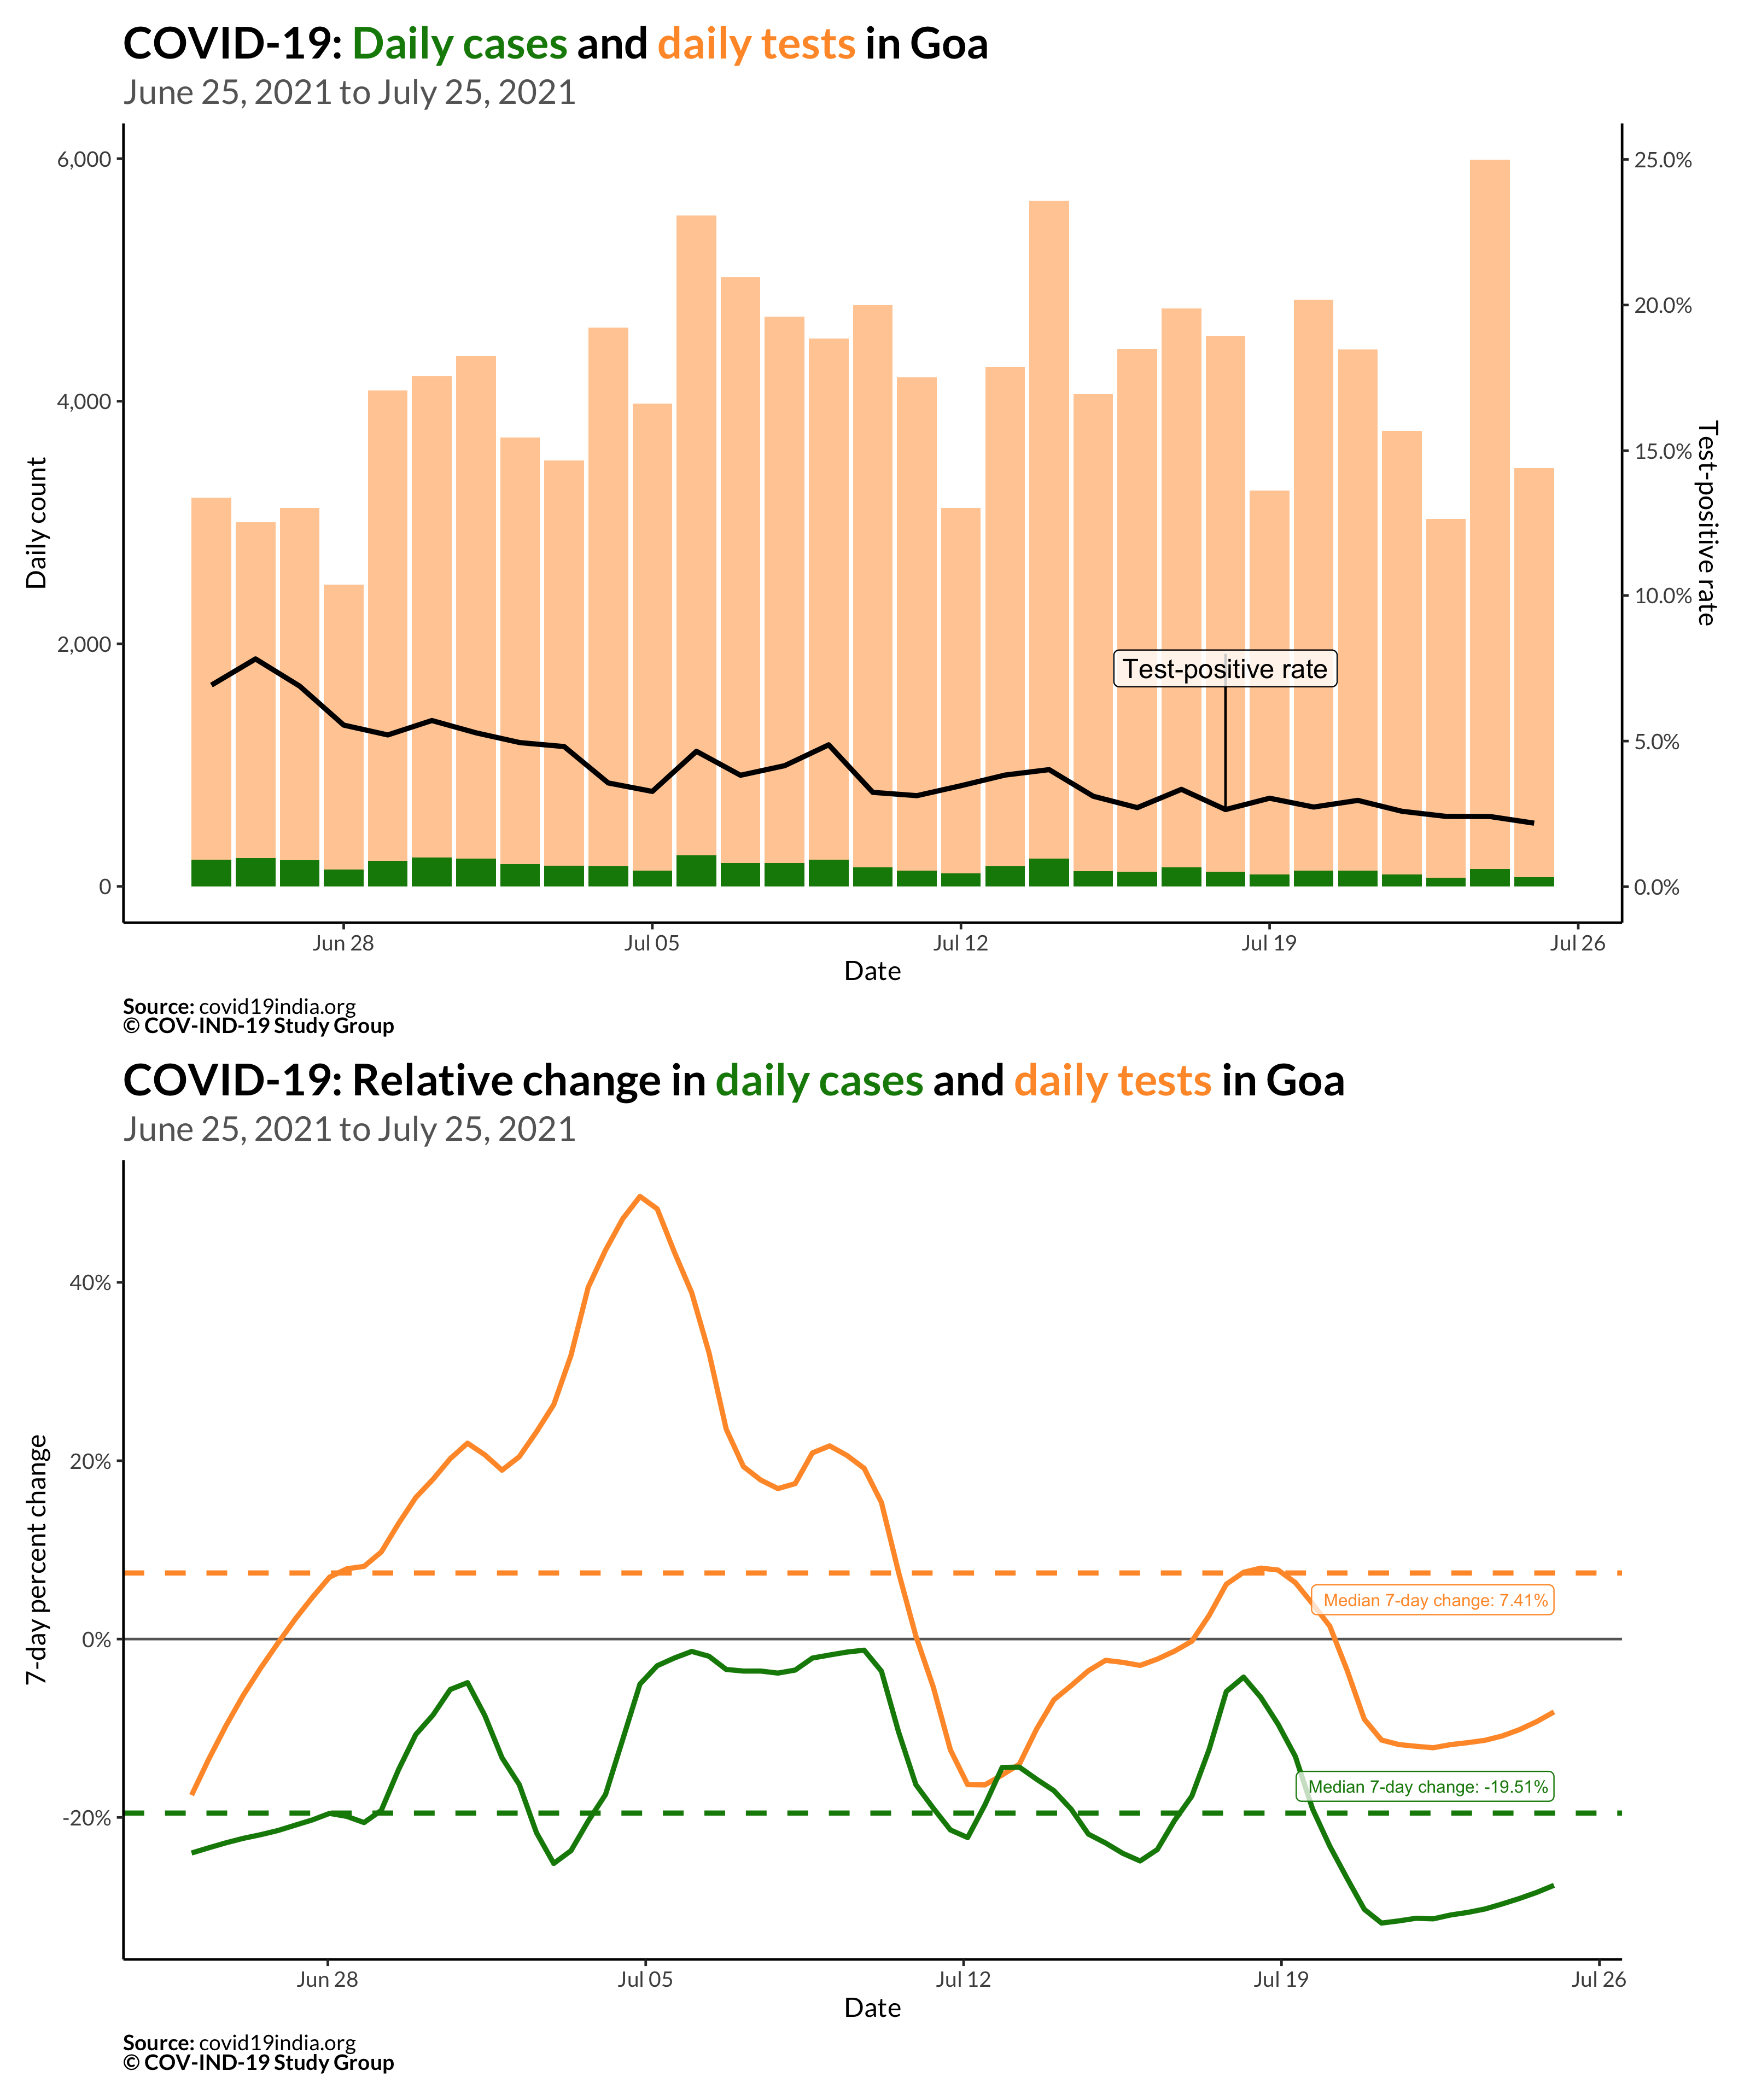 COVID-19: Daily cases and daily tests in Goa
June 25, 2021 to July 25, 2021
6,000
4,000
2,000
0
Daily count
25.0%
20.0%
15.0%
10.0%
5.0%
0.0%
Test-positive rate
Test-positive rate
Jun 28
Jul 05
Jul 12
Jul 19
Jul 26
Date
Source: covid19india.org
© COV-IND-19 Study Group
COVID-19: Relative change in daily cases and daily tests in Goa
June 25, 2021 to July 25, 2021
40%
20%
0%
-20%
7-day percent change
Median 7-day change: 7.41%
Median 7-day change: -19.51%
Jun 28
Jul 05
Jul 12
Jul 19
Jul 26
Date
Source: covid19india.org
© COV-IND-19 Study Group